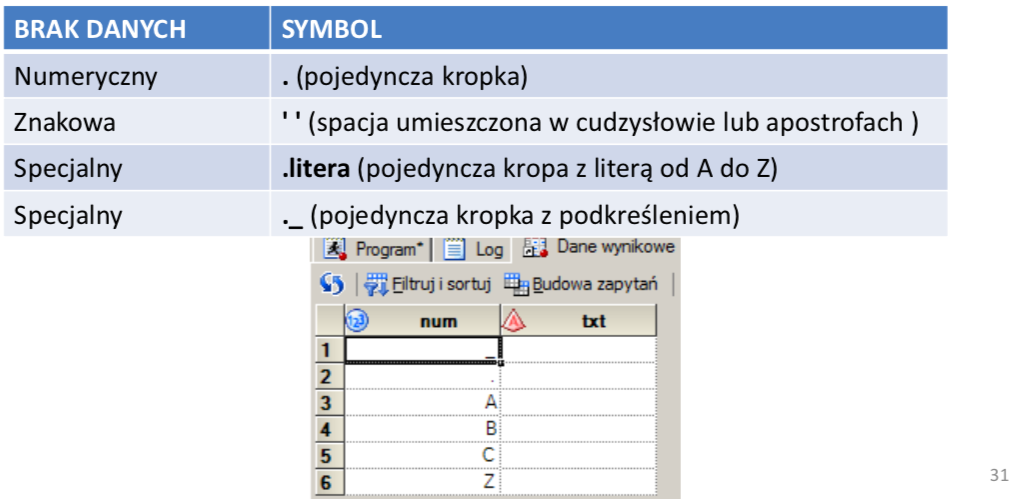 BRAK DANYCH SYMBOL
Numeryczny . (pojedyncza kropka)
Znakowa ' ' (spacja umieszczona w cudzysłowie lub apostrofach )
Specjalny .litera (pojedyncza kropa z literą od A do Z)
Specjalny ._ (pojedyncza kropka z podkreśleniem)
Program* Log Dane wynikowe
Filtruj i sortuj Budowa zapytań
num txt
1 _
2 .
3 A
4 B
5 C
6 Z
31